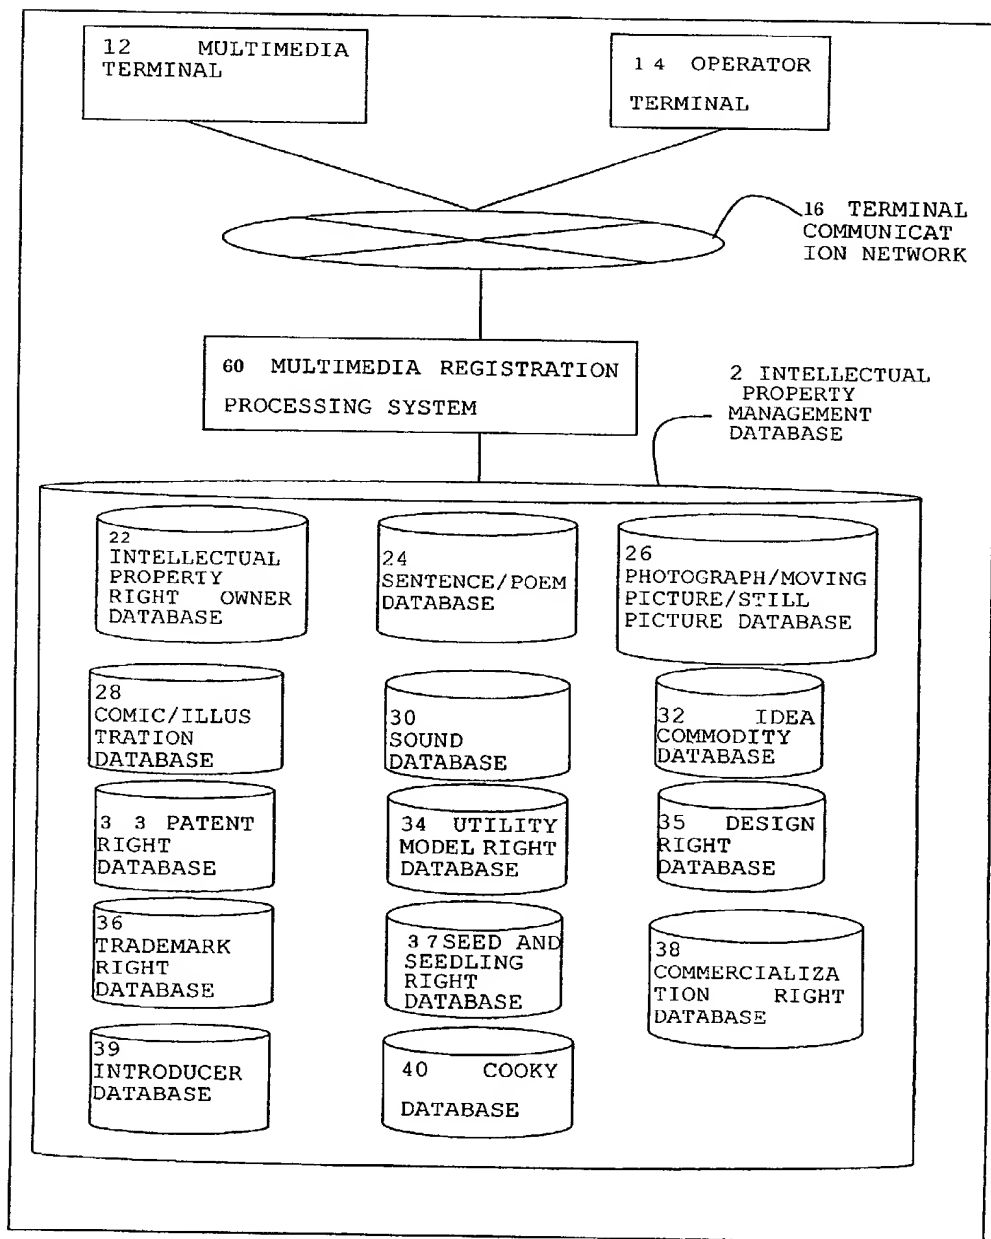 12 MULTIMEDIA
TERMINAL
1 4 OPERATOR
TERMINAL
16 TERMINAL
COMMUNICAT
ION NETWORK
60 MULTIMEDIA REGISTRATION
PROCESSING SYSTEM
2 INTELLECTUAL
PROPERTY
MANAGEMENT
DATABASE
22
INTELLECTUAL
PROPERTY
RIGHT OWNER
DATABASE
24
SENTENCE/POEM
DATABASE
26
PHOTOGRAPH/MOVING
PICTURE/STILL
PICTURE DATABASE
28
COMIC/ILLUS
TRATION
DATABASE
30
SOUND
DATABASE
32 IDEA
COMMODITY
DATABASE
3 3 PATENT
RIGHT
DATABASE
34 UTILITY
MODEL RIGHT
DATABASE
35 DESIGN
RIGHT
DATABASE
36
TRADEMARK
RIGHT
DATABASE
3 7 SEED AND
SEEDLING
RIGHT
DATABASE
38
COMMERCIALIZA
TION RIGHT
DATABASE
39
INTRODUCER
DATABASE
40 COOKY
DATABASE